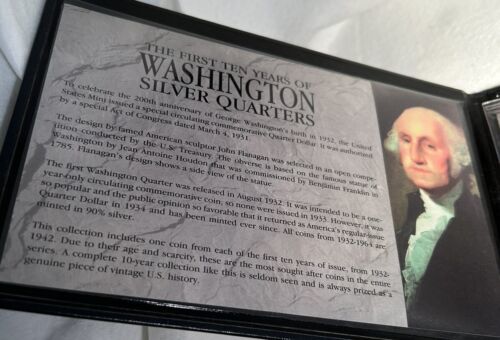 THE FIRST TEN YEARS OF
WASHINGTON
SILVER QUARTERS
To celebrate the 200th anniversary of George Washington's birth in 1932, the United
States Mint issued a special circulating commemorative Quarter Dollar. It was authorized
by a special Act of Congress dated March 4, 1931.
The design by famed American sculptor John Flanagan was selected in an open compe-
tition conducted by the U.S. Treasury. The obverse is based on the famous statue of
Washington by Jean Antoine Houdon that was commissioned by Benjamin Franklin in
1785. Flanagan's design shows a side view of the statue.
The first Washington Quarter was released in August 1932. It was intended to be a one-
year-only circulating commemorative coin, so none were issued in 1933. However, it was
so popular and the public opinion so favorable that it returned as America's regular-issue
Quarter Dollar in 1934 and has been minted ever since. All coins from 1932-1964 are
minted in 90% silver.
This collection includes one coin from each of the first ten years of issue, from 1932-
1942. Due to their age and scarcity, these are the most sought after coins in the entire
series. A complete 10-year collection like this is seldom seen and is always prized as a
genuine piece of vintage U.S. history.